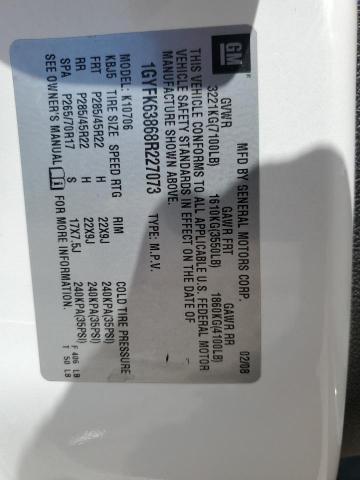 GM
MFD BY GENERAL MOTORS CORP. 02/08
GVWR GAWR FRT GAWR RR
3221KG(7100LB) 1610KG(3550LB) 1860KG(4100LB)
THIS VEHICLE CONFORMS TO ALL APPLICABLE U.S. FEDERAL MOTOR
VEHICLE SAFETY STANDARDS IN EFFECT ON THE DATE OF
MANUFACTURE SHOWN ABOVE.
1GYFK63868R227073 TYPE: M.P.V.
MODEL: K10706
KBJ5 TIRE SIZE SPEED RTG RIM COLD TIRE PRESSURE
FRT P285/45R22 H 22X9J 240KPA(35PSI)
RR P285/45R22 H 22X9J 240KPA(35PSI)
SPA P265/70R17 S 17X7.5J 240KPA(35PSI)
SEE OWNER'S MANUAL i FOR MORE INFORMATION.
F 406 LB
T 50 LB